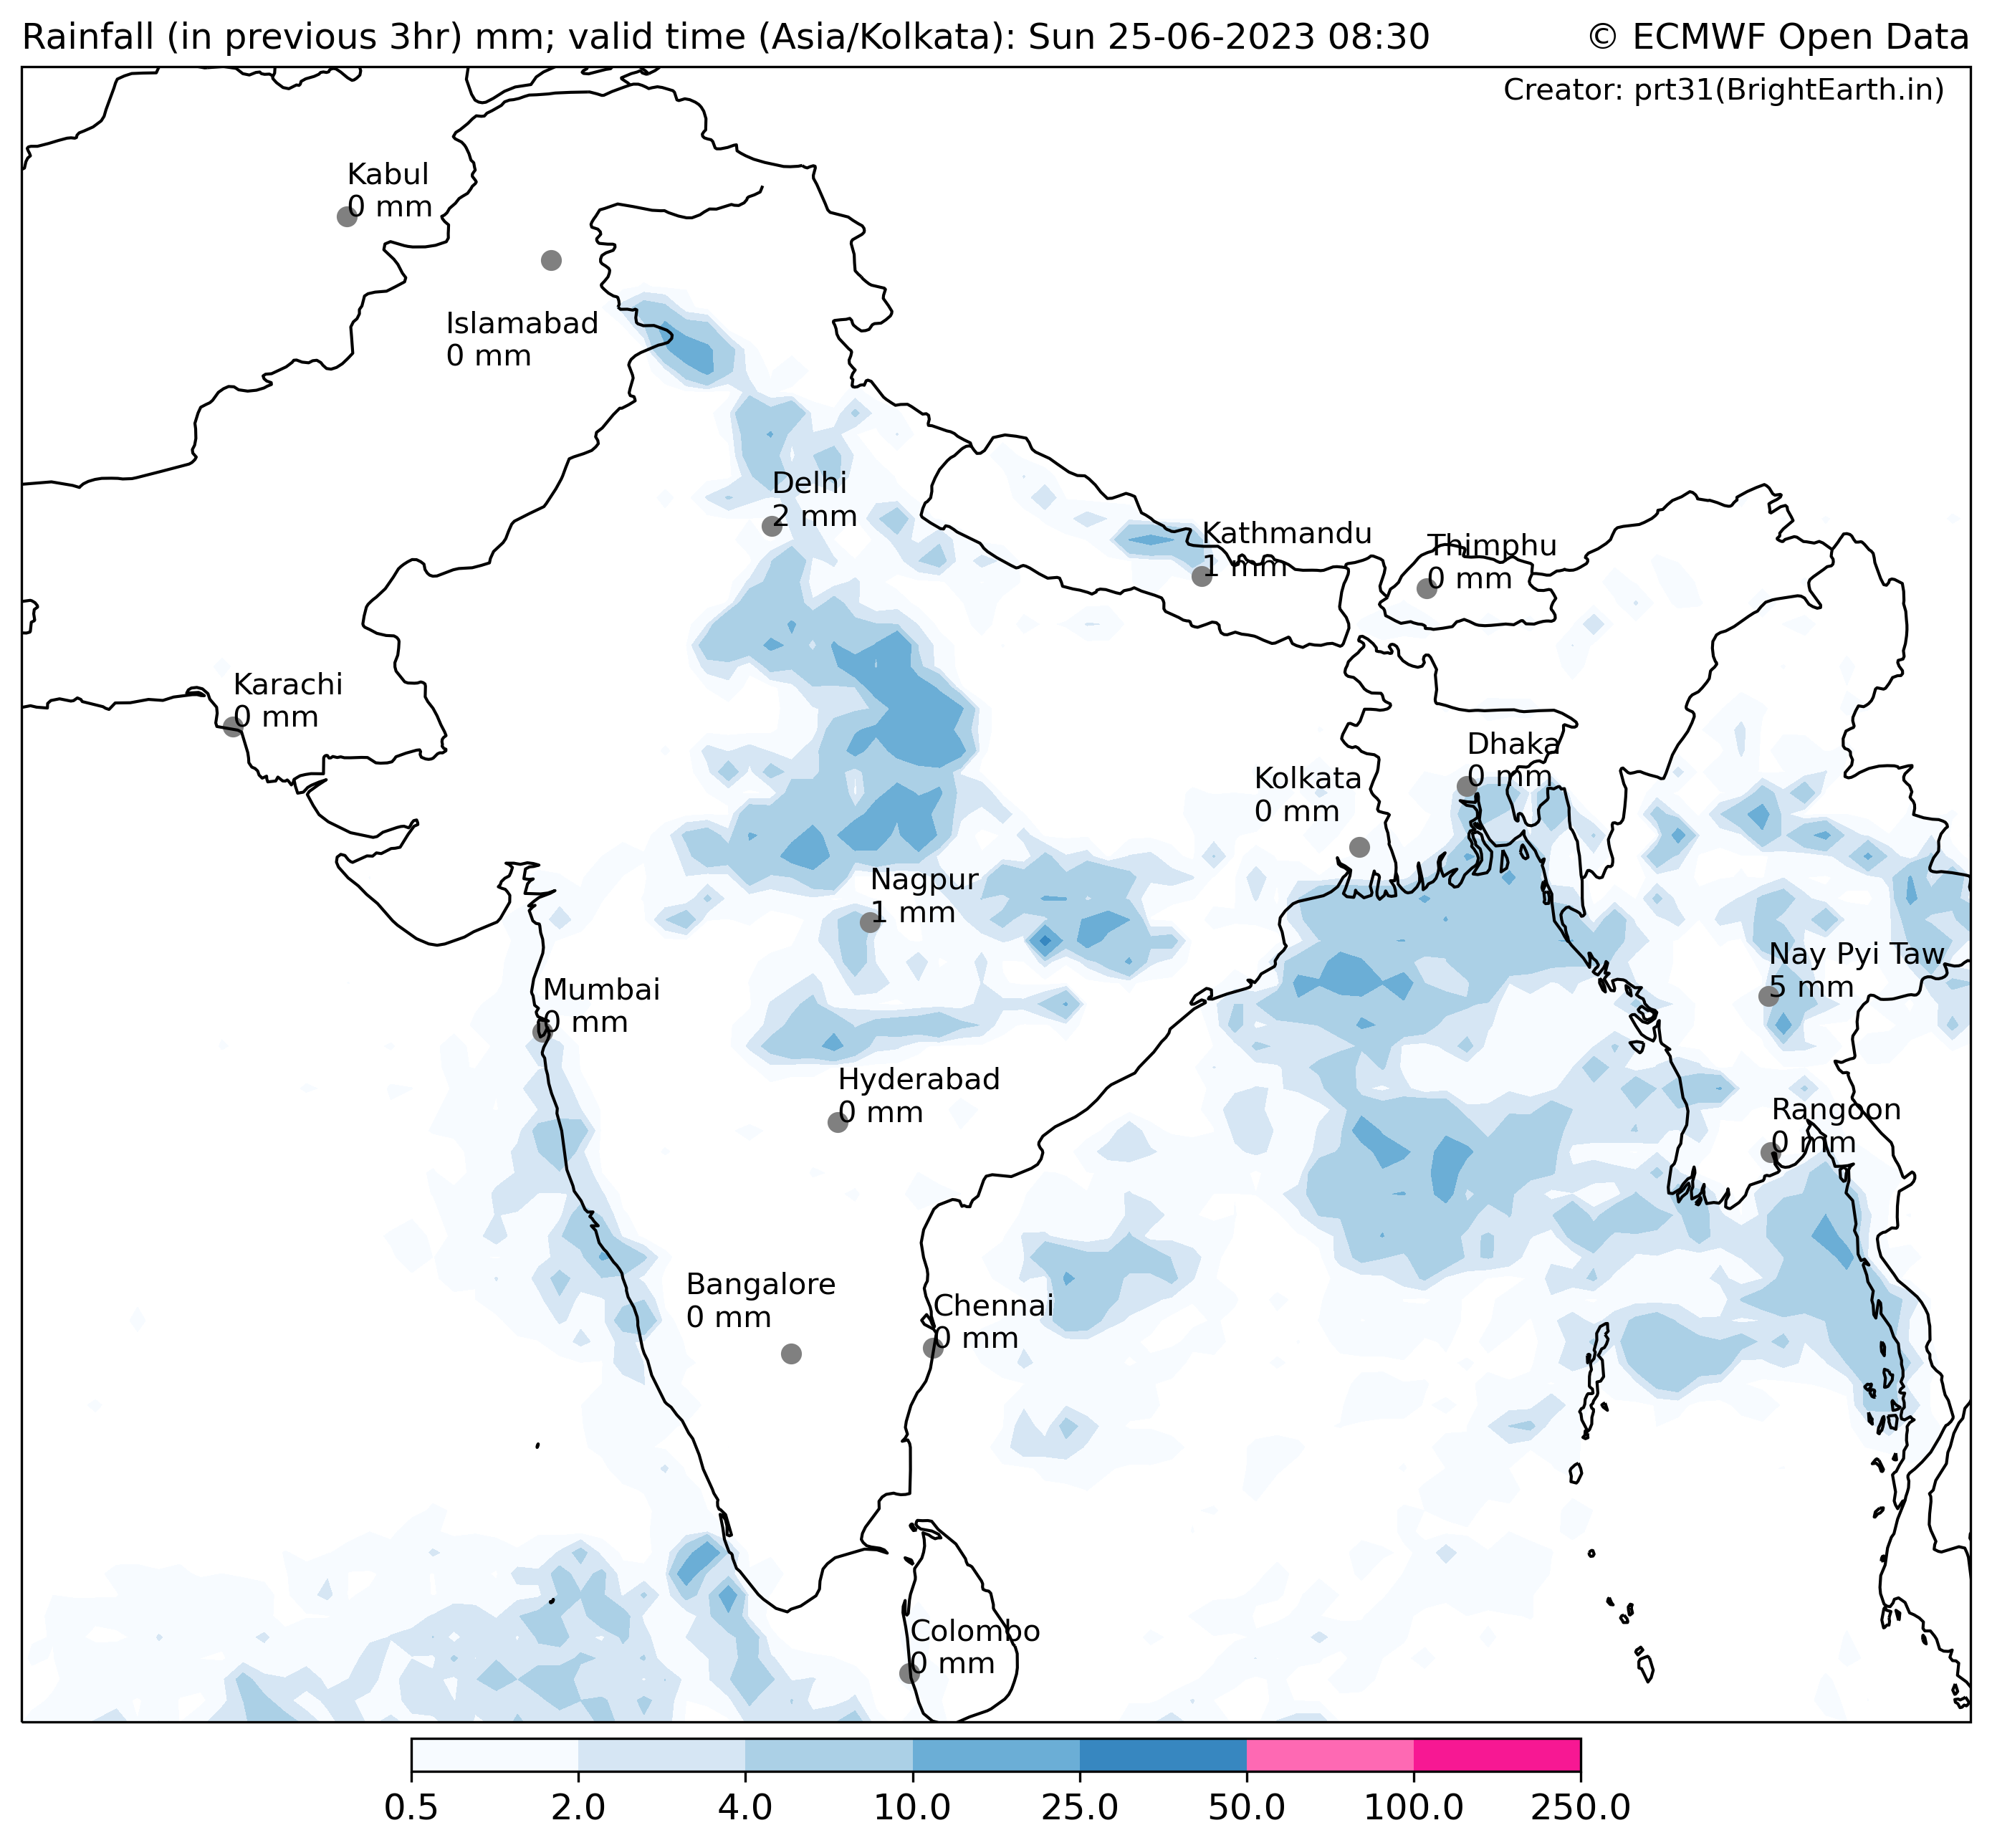 Rainfall (in previous 3hr) mm; valid time (Asia/Kolkata): Sun 25-06-2023 08:30
© ECMWF Open Data
Creator: prt31(BrightEarth.in)
Kabul
0 mm
Islamabad
0 mm
Delhi
2 mm
Kathmandu
1 mm
Thimphu
0 mm
Karachi
0 mm
Dhaka
0 mm
Kolkata
0 mm
Nagpur
1 mm
Nay Pyi Taw
5 mm
Mumbai
0 mm
Hyderabad
0 mm
Rangoon
0 mm
Bangalore
0 mm
Chennai
0 mm
Colombo
0 mm
0.5 2.0 4.0 10.0 25.0 50.0 100.0 250.0